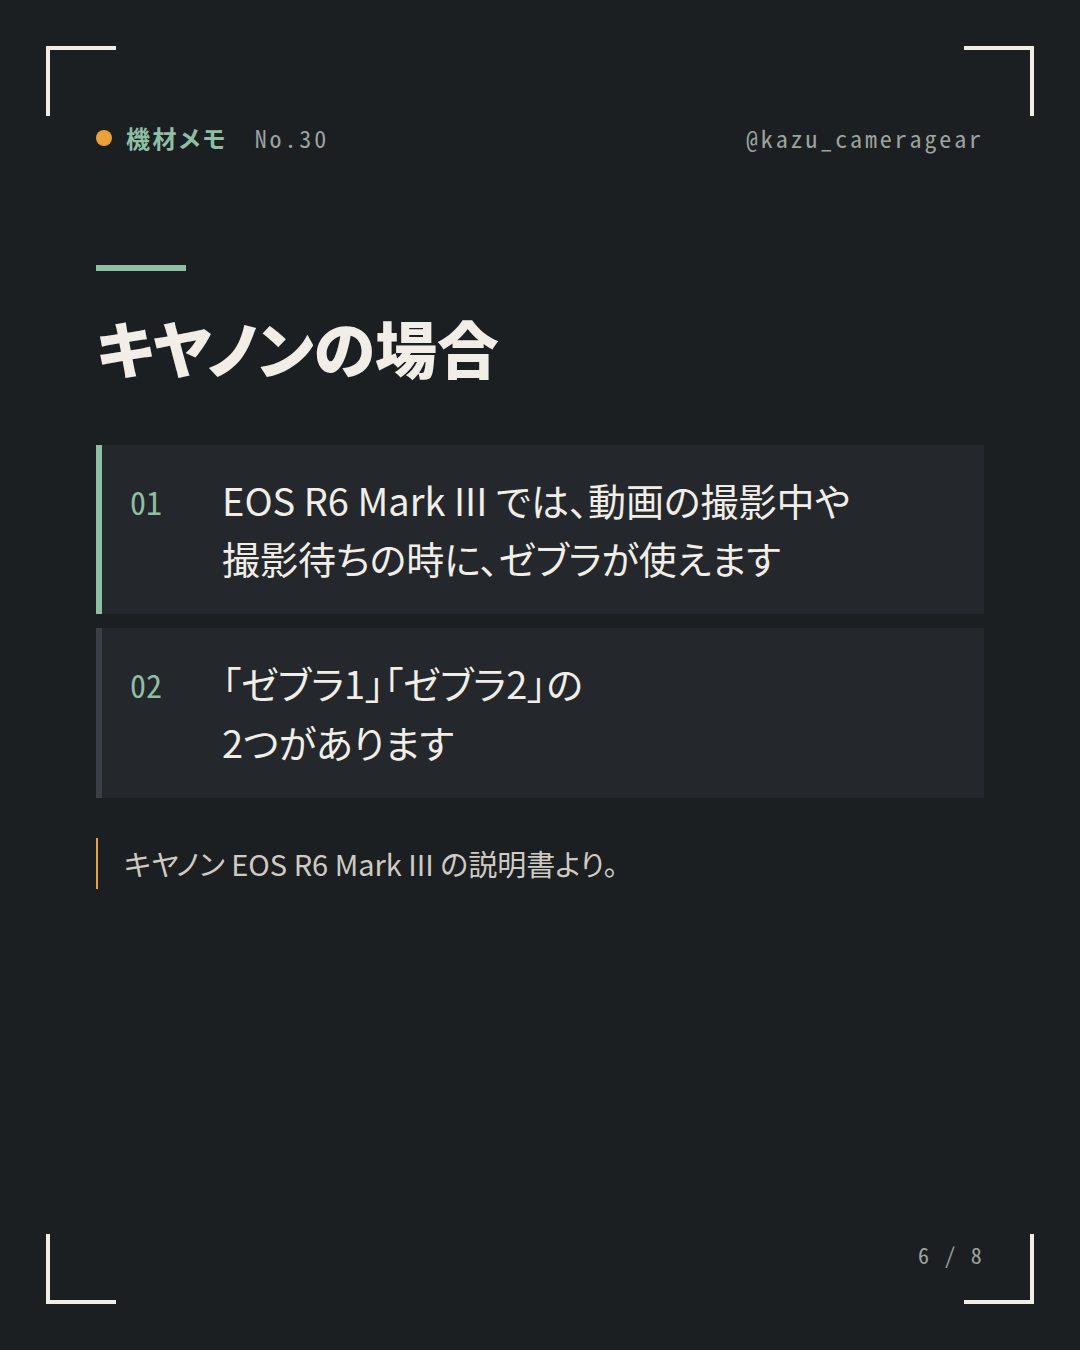 機材メモ No.30
@kazu_cameragear
キヤノンの場合
01
EOS R6 Mark III では、動画の撮影中や
撮影待ちの時に、ゼブラが使えます
02
「ゼブラ1」「ゼブラ2」の
2つがあります
キヤノン EOS R6 Mark III の説明書より。
6 / 8